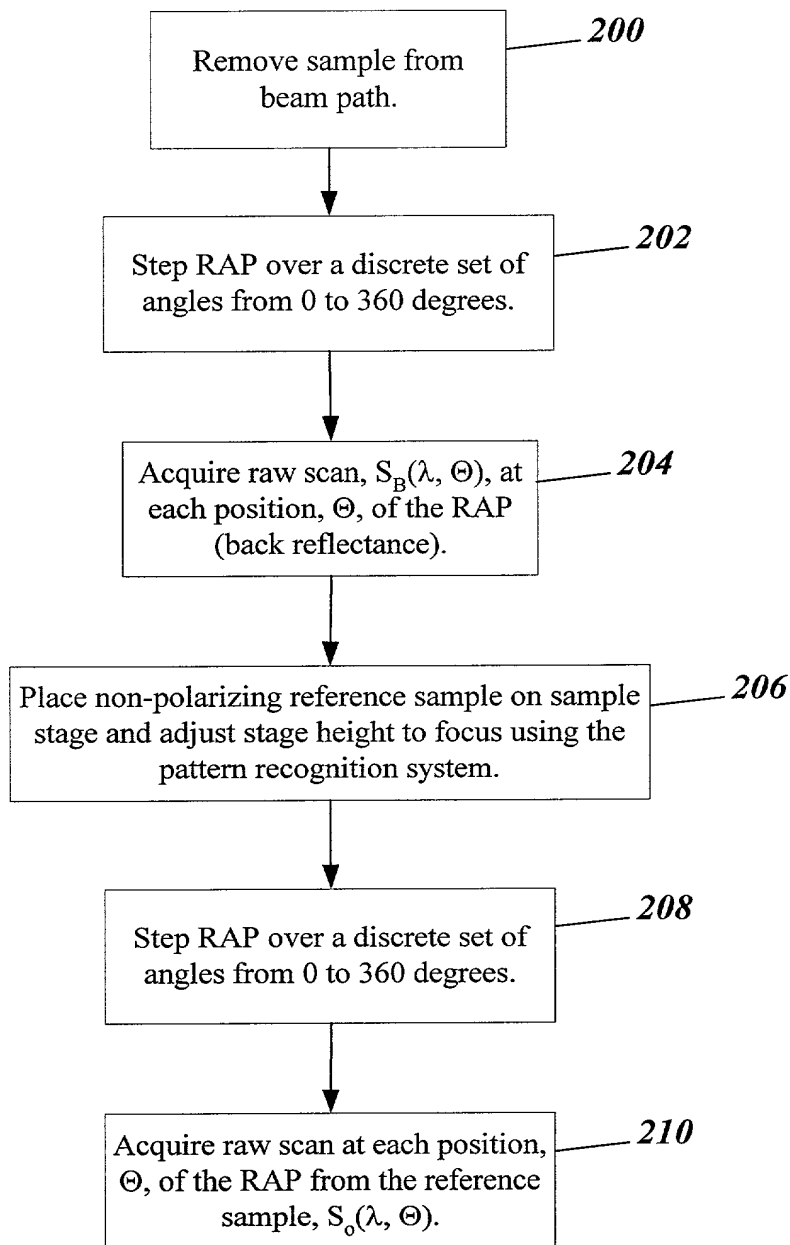 200
Remove sample from
beam path.
202
Step RAP over a discrete set of
angles from 0 to 360 degrees.
204
Acquire raw scan, S_B(λ, Θ), at
each position, Θ, of the RAP
(back reflectance).
206
Place non-polarizing reference sample on sample
stage and adjust stage height to focus using the
pattern recognition system.
208
Step RAP over a discrete set of
angles from 0 to 360 degrees.
210
Acquire raw scan at each position,
Θ, of the RAP from the reference
sample, S_o(λ, Θ).